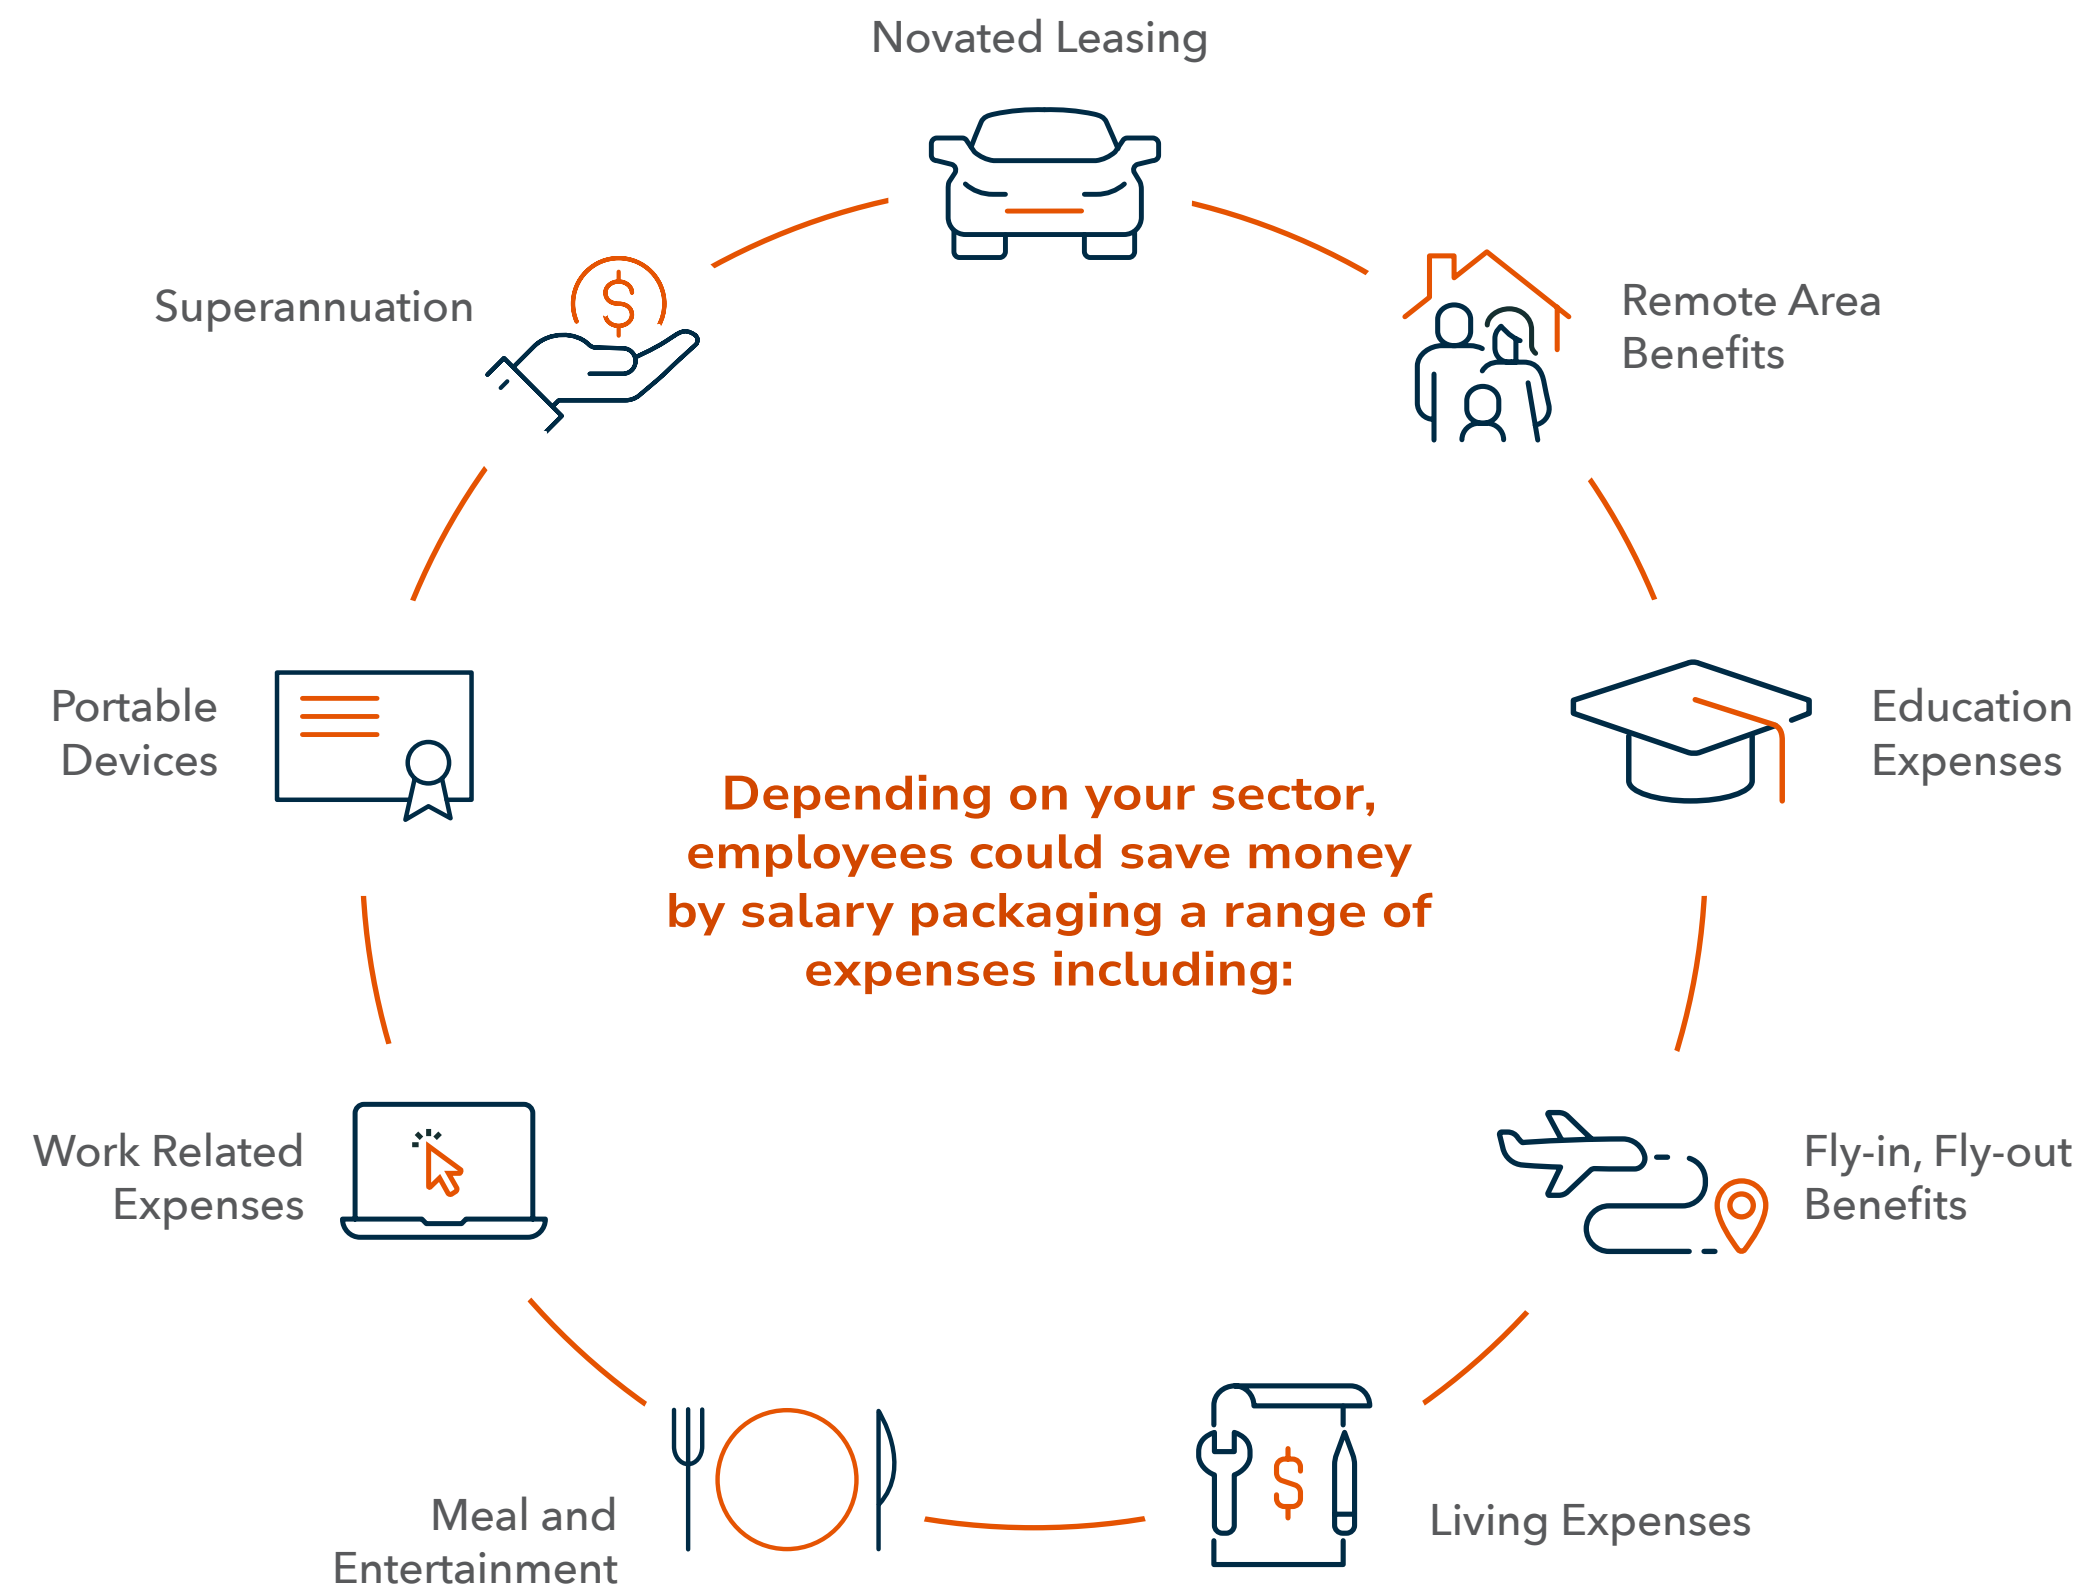 Novated Leasing
Superannuation
Remote Area
Benefits
Portable
Devices
Education
Expenses
Depending on your sector,
employees could save money
by salary packaging a range of
expenses including:
Work Related
Expenses
Fly-in, Fly-out
Benefits
Meal and
Entertainment
Living Expenses